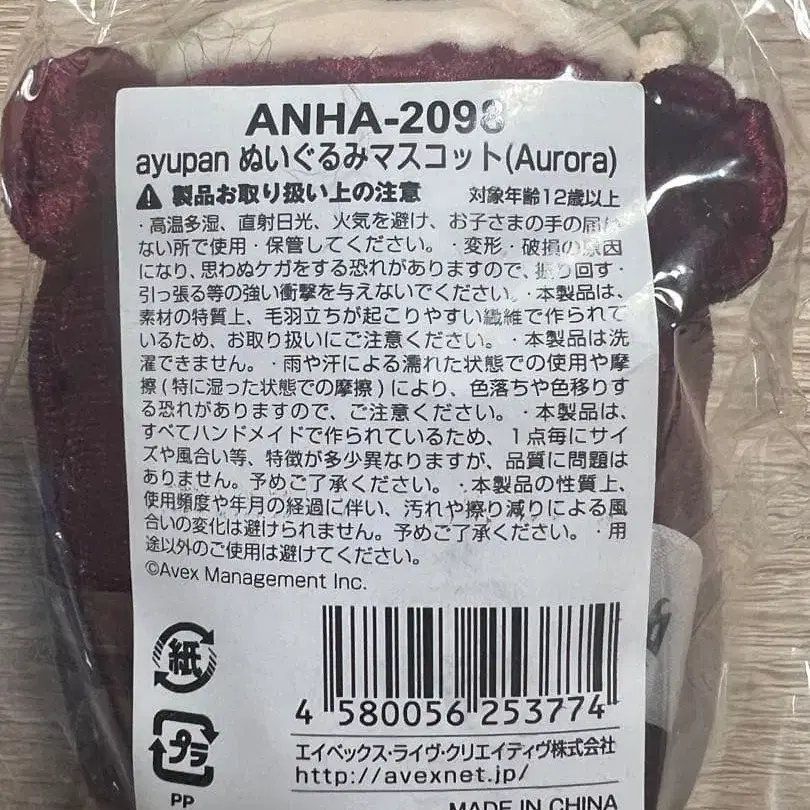 ANHA-2098
ayupan ぬいぐるみマスコット(Aurora)
製品お取り扱い上の注意 対象年齢12歳以上
・高温多湿、直射日光、火気を避け、お子さまの手の届か
ない所で使用・保管してください。・変形・破損の原因
になり、思わぬケガをする恐れがありますので、振り回す・
引っ張る等の強い衝撃を与えないでください。・本製品は、
素材の特質上、毛羽立ちが起こりやすい繊維で作られて
いるため、お取り扱いにご注意ください。・本製品は洗
濯できません。・雨や汗による濡れた状態での使用や摩
擦(特に湿った状態での摩擦)により、色落ちや色移りす
る恐れがありますので、ご注意ください。・本製品は、
すべてハンドメイドで作られているため、1点毎にサイ
ズや風合い等、特徴が多少異なりますが、品質に問題は
ありません。予めご了承ください。・本製品の性質上、
使用頻度や年月の経過に伴い、汚れや擦り減りによる風
合いの変化は避けられません。予めご了承ください。・用
途以外のご使用は避けてください。
©Avex Management Inc.
紙
プラ
PP
4 580056 253774
エイベックス・ライヴ・クリエイティヴ株式会社
http://avexnet.jp/
MADE IN CHINA